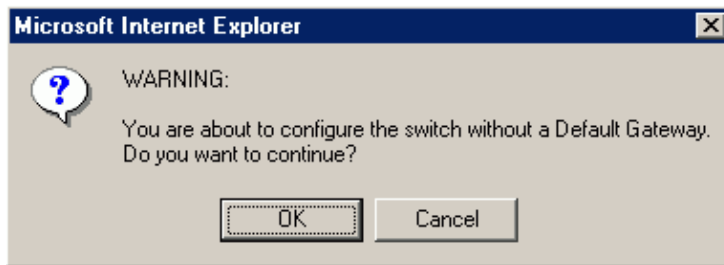 Microsoft Internet Explorer
WARNING:
You are about to configure the switch without a Default Gateway.
Do you want to continue?
OK
Cancel